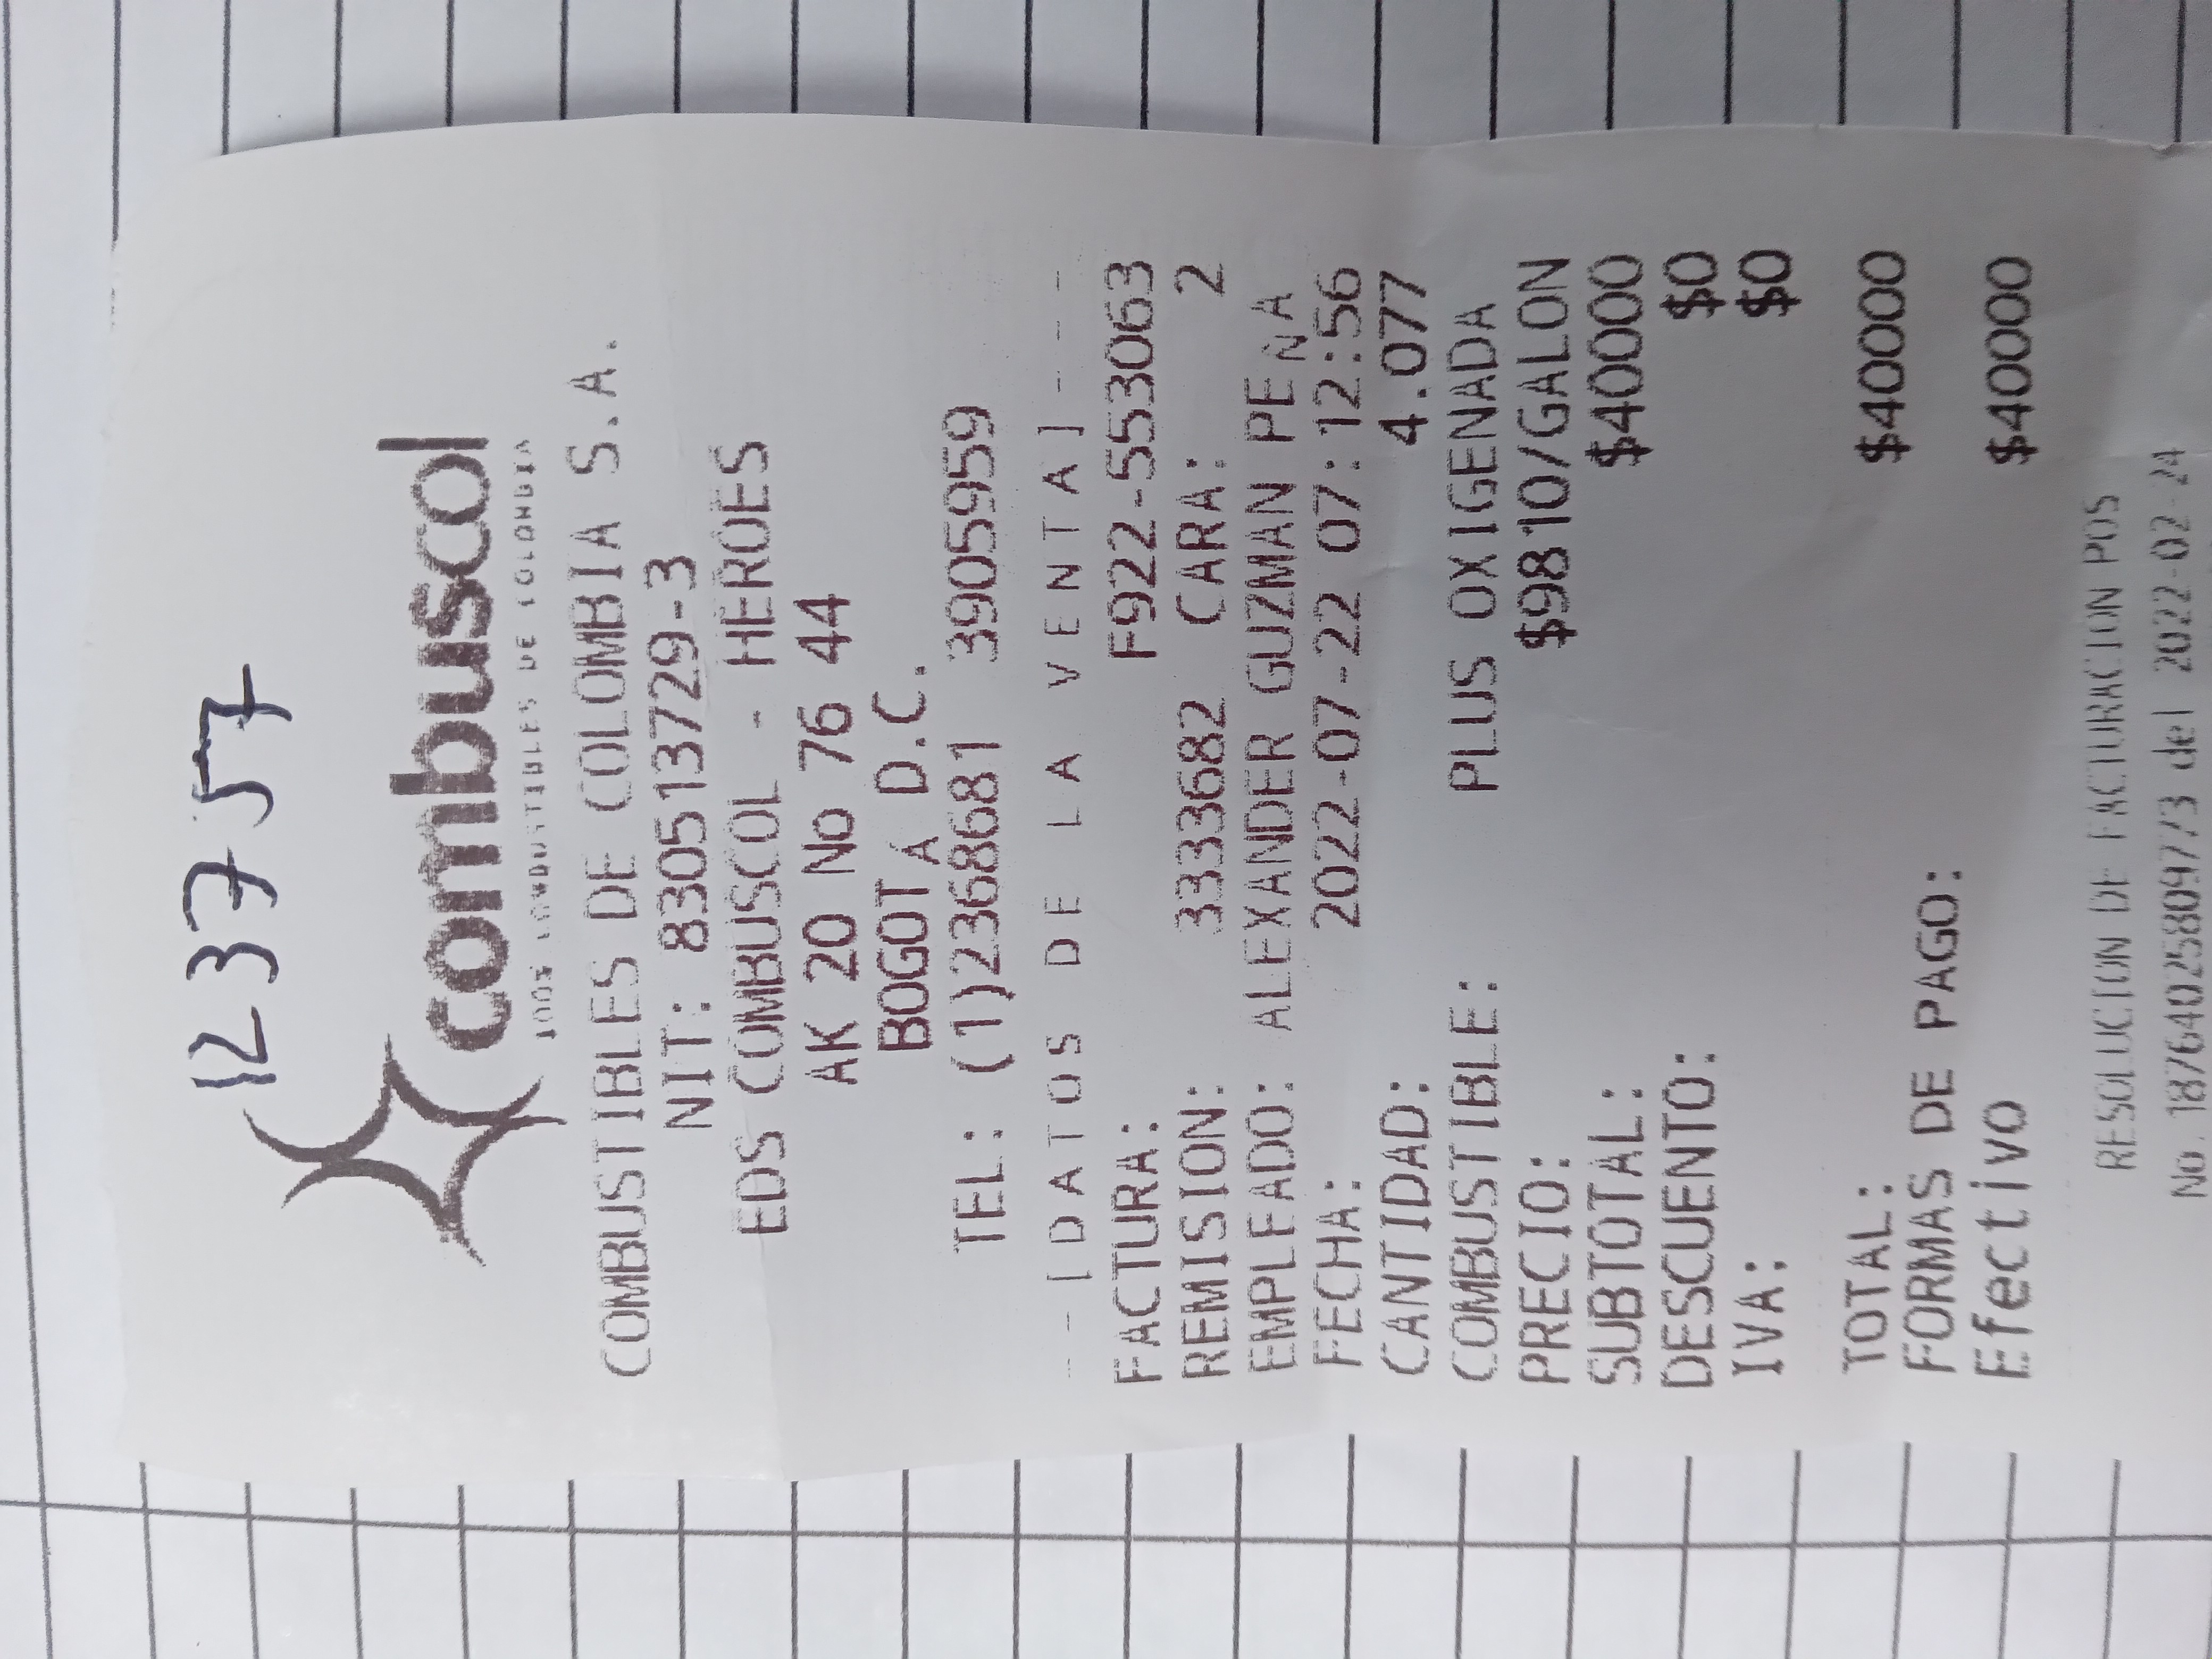 123757
combuscol
100% COMBUSTIBLES DE COLOMBIA
COMBUSTIBLES DE COLOMBIA S.A.
NIT: 830513729-3
EDS COMBUSCOL - HEROES
AK 20 No 76 44
BOGOTA D.C.
TEL: (1)2368681 3905959
--[DATOS DE LA VENTA]---
FACTURA: F922-553063
REMISION: 3333682 CARA: 2
EMPLEADO: ALEXANDER GUZMAN PENA
FECHA: 2022-07-22 07:12:56
CANTIDAD: 4.077
COMBUSTIBLE: PLUS OXIGENADA
PRECIO: $9810/GALON
SUBTOTAL: $40000
DESCUENTO: $0
IVA: $0
TOTAL: $40000
FORMAS DE PAGO:
Efectivo $40000
RESOLUCION DE FACTURACION POS
No. 18764025809773 del 2022-02-24